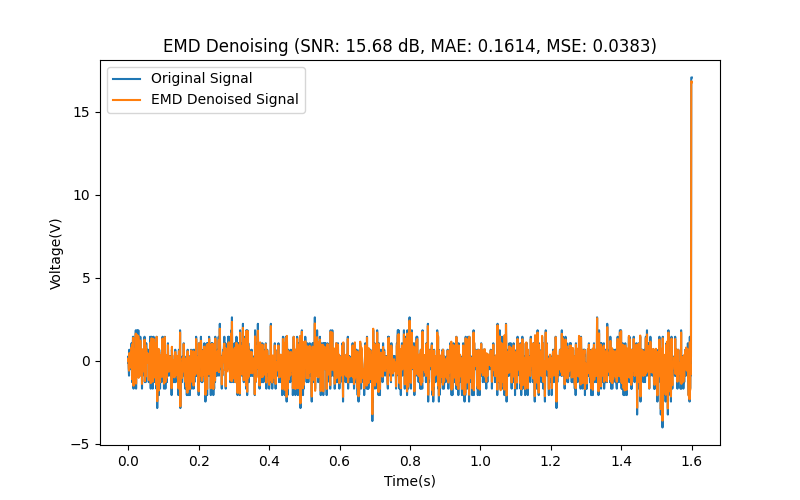 EMD Denoising (SNR: 15.68 dB, MAE: 0.1614, MSE: 0.0383)
Original Signal
EMD Denoised Signal
15
10
5
0
−5
Voltage(V)
0.0 0.2 0.4 0.6 0.8 1.0 1.2 1.4 1.6
Time(s)